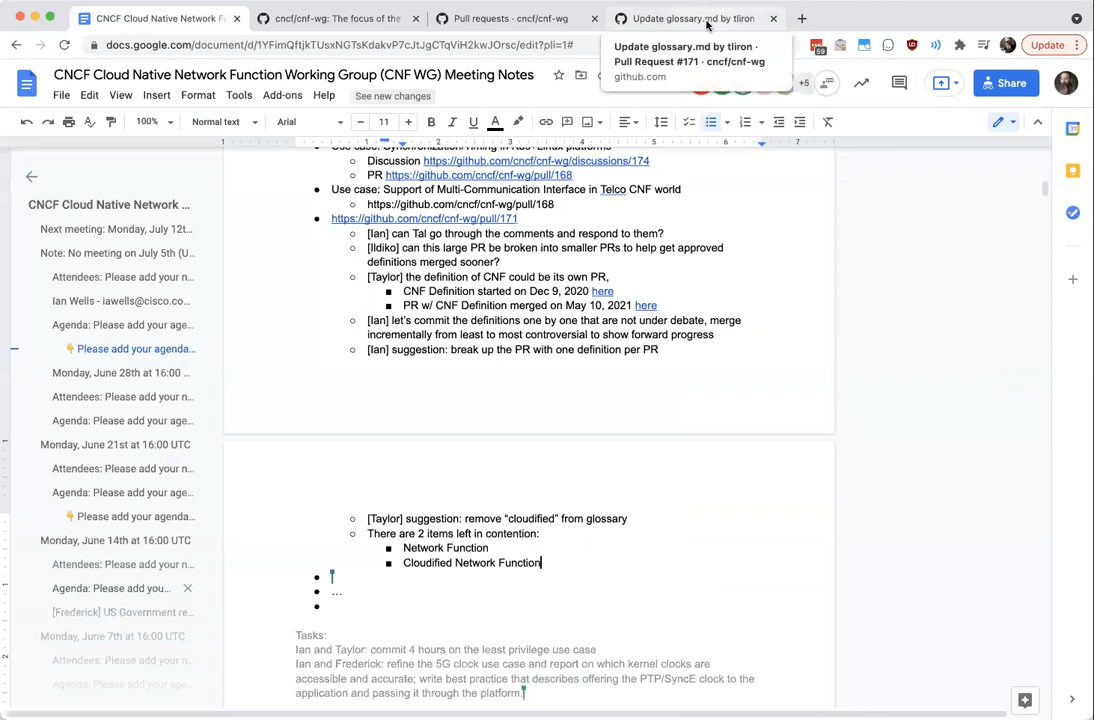 CNCF Cloud Native Network F
cncf/cnf-wg: The focus of the
Pull requests · cncf/cnf-wg
Update glossary.md by tliron
docs.google.com/document/d/1YFimQftjkTUsxNGTsKdakvP7cJtJgCTqViH2kwJOrsc/edit?pli=1#
Update
Update glossary.md by tliron ·
Pull Request #171 · cncf/cnf-wg
github.com
CNCF Cloud Native Network Function Working Group (CNF WG) Meeting Notes
+5
Share
File Edit View Insert Format Tools Add-ons Help See new changes
100% Normal text Arial 11
1 1 2 3 4 5 6 7
Use case: Synchronization Timing in K8s+Linux platforms
Discussion https://github.com/cncf/cnf-wg/discussions/174
PR https://github.com/cncf/cnf-wg/pull/168
Use case: Support of Multi-Communication Interface in Telco CNF world
https://github.com/cncf/cnf-wg/pull/168
https://github.com/cncf/cnf-wg/pull/171
[Ian] can Tal go through the comments and respond to them?
[Ildiko] can this large PR be broken into smaller PRs to help get approved
definitions merged sooner?
[Taylor] the definition of CNF could be its own PR,
CNF Definition started on Dec 9, 2020 here
PR w/ CNF Definition merged on May 10, 2021 here
[Ian] let's commit the definitions one by one that are not under debate, merge
incrementally from least to most controversial to show forward progress
[Ian] suggestion: break up the PR with one definition per PR
[Taylor] suggestion: remove “cloudified” from glossary
There are 2 items left in contention:
Network Function
Cloudified Network Function
...
Tasks:
Ian and Taylor: commit 4 hours on the least privilege use case
Ian and Frederick: refine the 5G clock use case and report on which kernel clocks are
accessible and accurate; write best practice that describes offering the PTP/SyncE clock to the
application and passing it through the platform.
CNCF Cloud Native Network ...
Next meeting: Monday, July 12t...
Note: No meeting on July 5th (U...
Attendees: Please add your n...
Ian Wells - iawells@cisco.co...
Agenda: Please add your age...
👇 Please add your agenda...
Monday, June 28th at 16:00 ...
Attendees: Please add your n...
Agenda: Please add your age...
Monday, June 21st at 16:00 UTC
Attendees: Please add your n...
Agenda: Please add your age...
👇 Please add your agenda...
Monday, June 14th at 16:00 UTC
Attendees: Please add your n...
Agenda: Please add you...
[Frederick] US Government re...
Monday, June 7th at 16:00 UTC
Attendees: Please add your n...
Agenda: Please add your age...